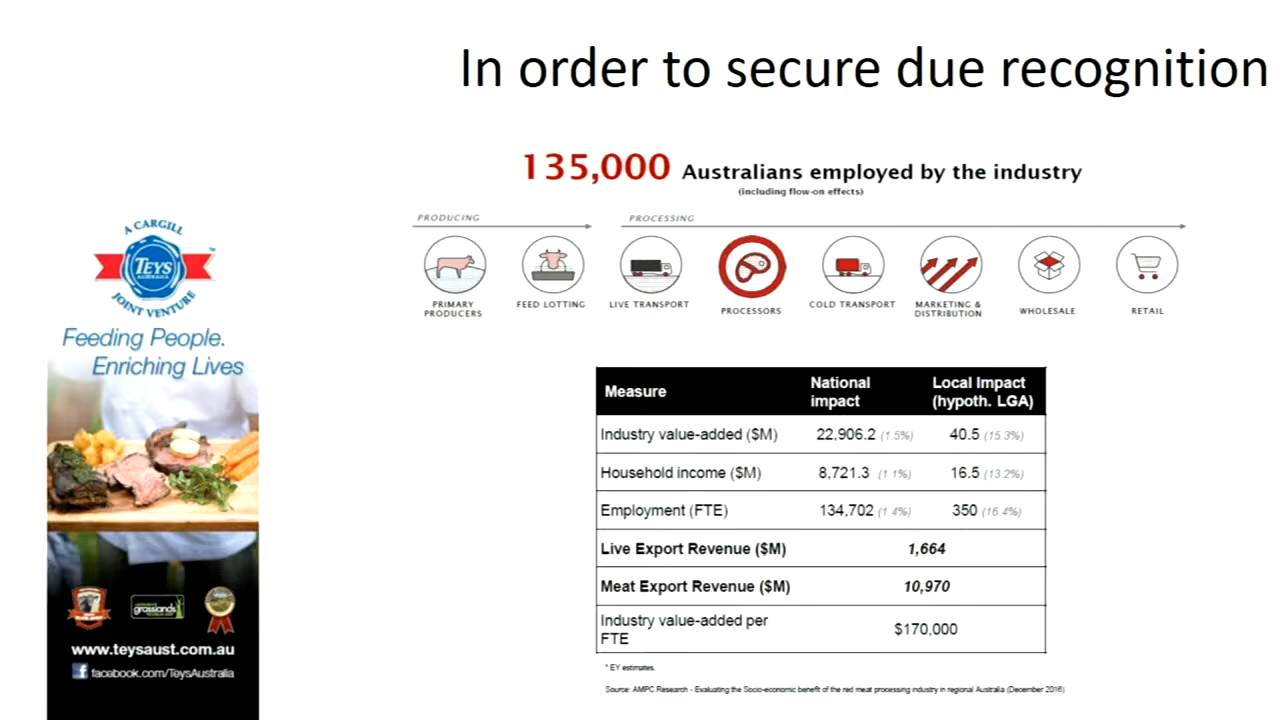 In order to secure due recognition
135,000 Australians employed by the industry
(including flow-on effects)
PRODUCING
PROCESSING
PRIMARY
PRODUCERS
FEED LOTTING
LIVE TRANSPORT
PROCESSORS
COLD TRANSPORT
MARKETING &
DISTRIBUTION
WHOLESALE
RETAIL
A CARGILL
TEYS
AUSTRALIA
JOINT VENTURE
™
Feeding People.
Enriching Lives
grasslands
www.teysaust.com.au
f facebook.com/TeysAustralia
Measure National impact Local Impact (hypoth. LGA)
Industry value-added ($M) 22,906.2 (1.5%) 40.5 (15.3%)
Household income ($M) 8,721.3 (1.1%) 16.5 (13.2%)
Employment (FTE) 134,702 (1.4%) 350 (16.4%)
Live Export Revenue ($M) 1,664
Meat Export Revenue ($M) 10,970
Industry value-added per
FTE $170,000
* EY estimates.
Source: AMPC Research - Evaluating the Socio-economic benefit of the red meat processing industry in regional Australia (December 2016)